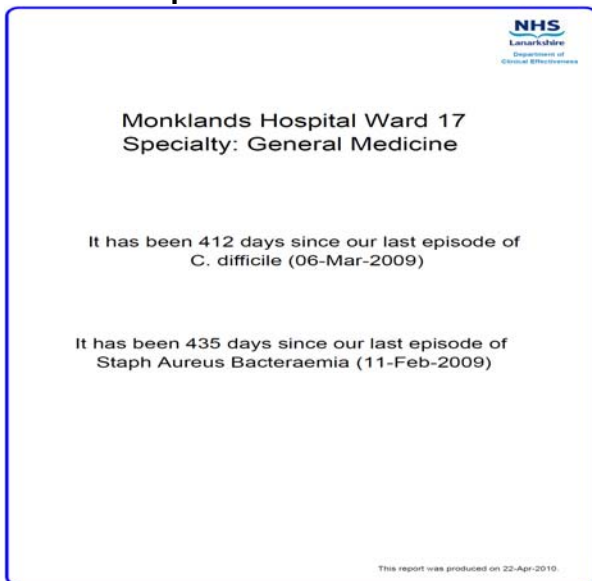 NHS
Lanarkshire
Department of
Clinical Effectiveness
Monklands Hospital Ward 17
Specialty: General Medicine
It has been 412 days since our last episode of
C. difficile (06-Mar-2009)
It has been 435 days since our last episode of
Staph Aureus Bacteraemia (11-Feb-2009)
This report was produced on 22-Apr-2010.